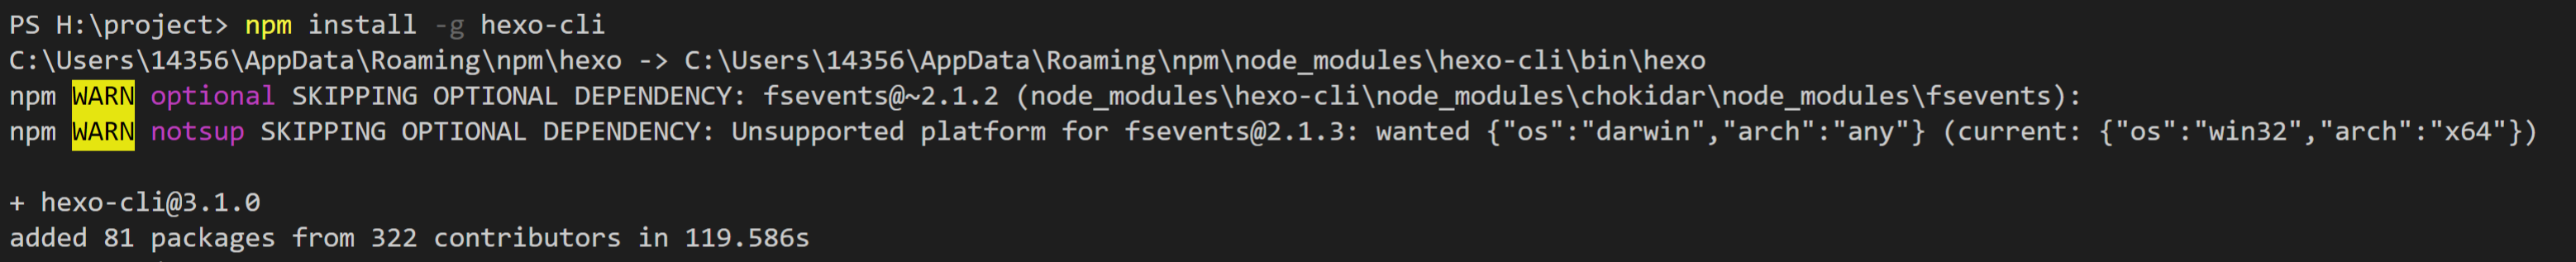 PS H:\project> npm install -g hexo-cli
C:\Users\14356\AppData\Roaming\npm\hexo -> C:\Users\14356\AppData\Roaming\npm\node_modules\hexo-cli\bin\hexo
npm WARN optional SKIPPING OPTIONAL DEPENDENCY: fsevents@~2.1.2 (node_modules\hexo-cli\node_modules\chokidar\node_modules\fsevents):
npm WARN notsup SKIPPING OPTIONAL DEPENDENCY: Unsupported platform for fsevents@2.1.3: wanted {"os":"darwin","arch":"any"} (current: {"os":"win32","arch":"x64"})
+ hexo-cli@3.1.0
added 81 packages from 322 contributors in 119.586s